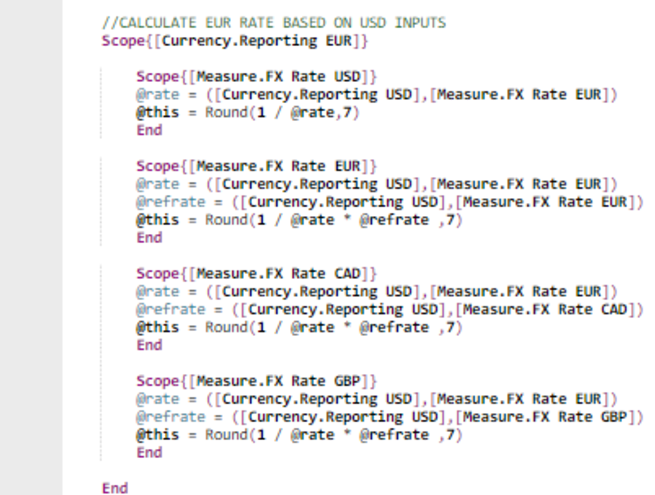 //CALCULATE EUR RATE BASED ON USD INPUTS
Scope{[Currency.Reporting EUR]}
Scope{[Measure.FX Rate USD]}
@rate = ([Currency.Reporting USD],[Measure.FX Rate EUR])
@this = Round(1 / @rate,7)
End
Scope{[Measure.FX Rate EUR]}
@rate = ([Currency.Reporting USD],[Measure.FX Rate EUR])
@refrate = ([Currency.Reporting USD],[Measure.FX Rate EUR])
@this = Round(1 / @rate * @refrate ,7)
End
Scope{[Measure.FX Rate CAD]}
@rate = ([Currency.Reporting USD],[Measure.FX Rate EUR])
@refrate = ([Currency.Reporting USD],[Measure.FX Rate CAD])
@this = Round(1 / @rate * @refrate ,7)
End
Scope{[Measure.FX Rate GBP]}
@rate = ([Currency.Reporting USD],[Measure.FX Rate EUR])
@refrate = ([Currency.Reporting USD],[Measure.FX Rate GBP])
@this = Round(1 / @rate * @refrate ,7)
End
End